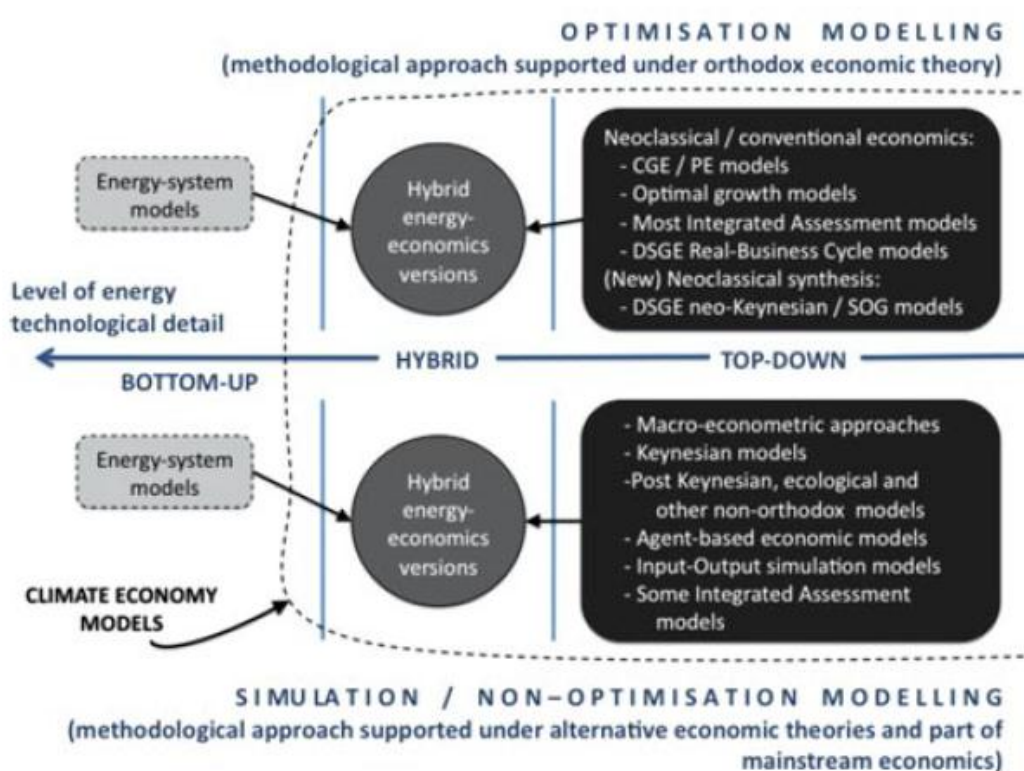 OPTIMISATION MODELLING
(methodological approach supported under orthodox economic theory)
Energy-system
models
Hybrid
energy-
economics
versions
Neoclassical / conventional economics:
- CGE / PE models
- Optimal growth models
- Most Integrated Assessment models
- DSGE Real-Business Cycle models
(New) Neoclassical synthesis:
- DSGE neo-Keynesian / SOG models
Level of energy
technological detail
BOTTOM-UP
HYBRID
TOP-DOWN
Energy-system
models
Hybrid
energy-
economics
versions
- Macro-econometric approaches
- Keynesian models
-Post Keynesian, ecological and
other non-orthodox models
- Agent-based economic models
- Input-Output simulation models
- Some Integrated Assessment
models
CLIMATE ECONOMY
MODELS
SIMULATION / NON-OPTIMISATION MODELLING
(methodological approach supported under alternative economic theories and part of
mainstream economics)